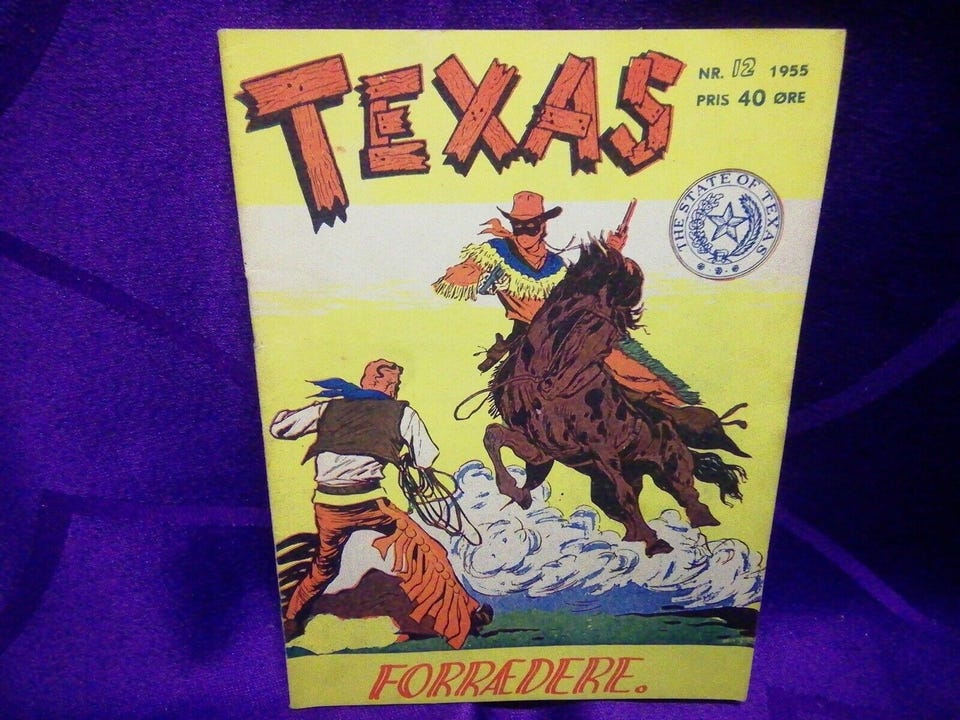 TEXAS
NR. 12 1955
PRIS 40 ØRE
THE STATE OF TEXAS
FORRÆDERE.